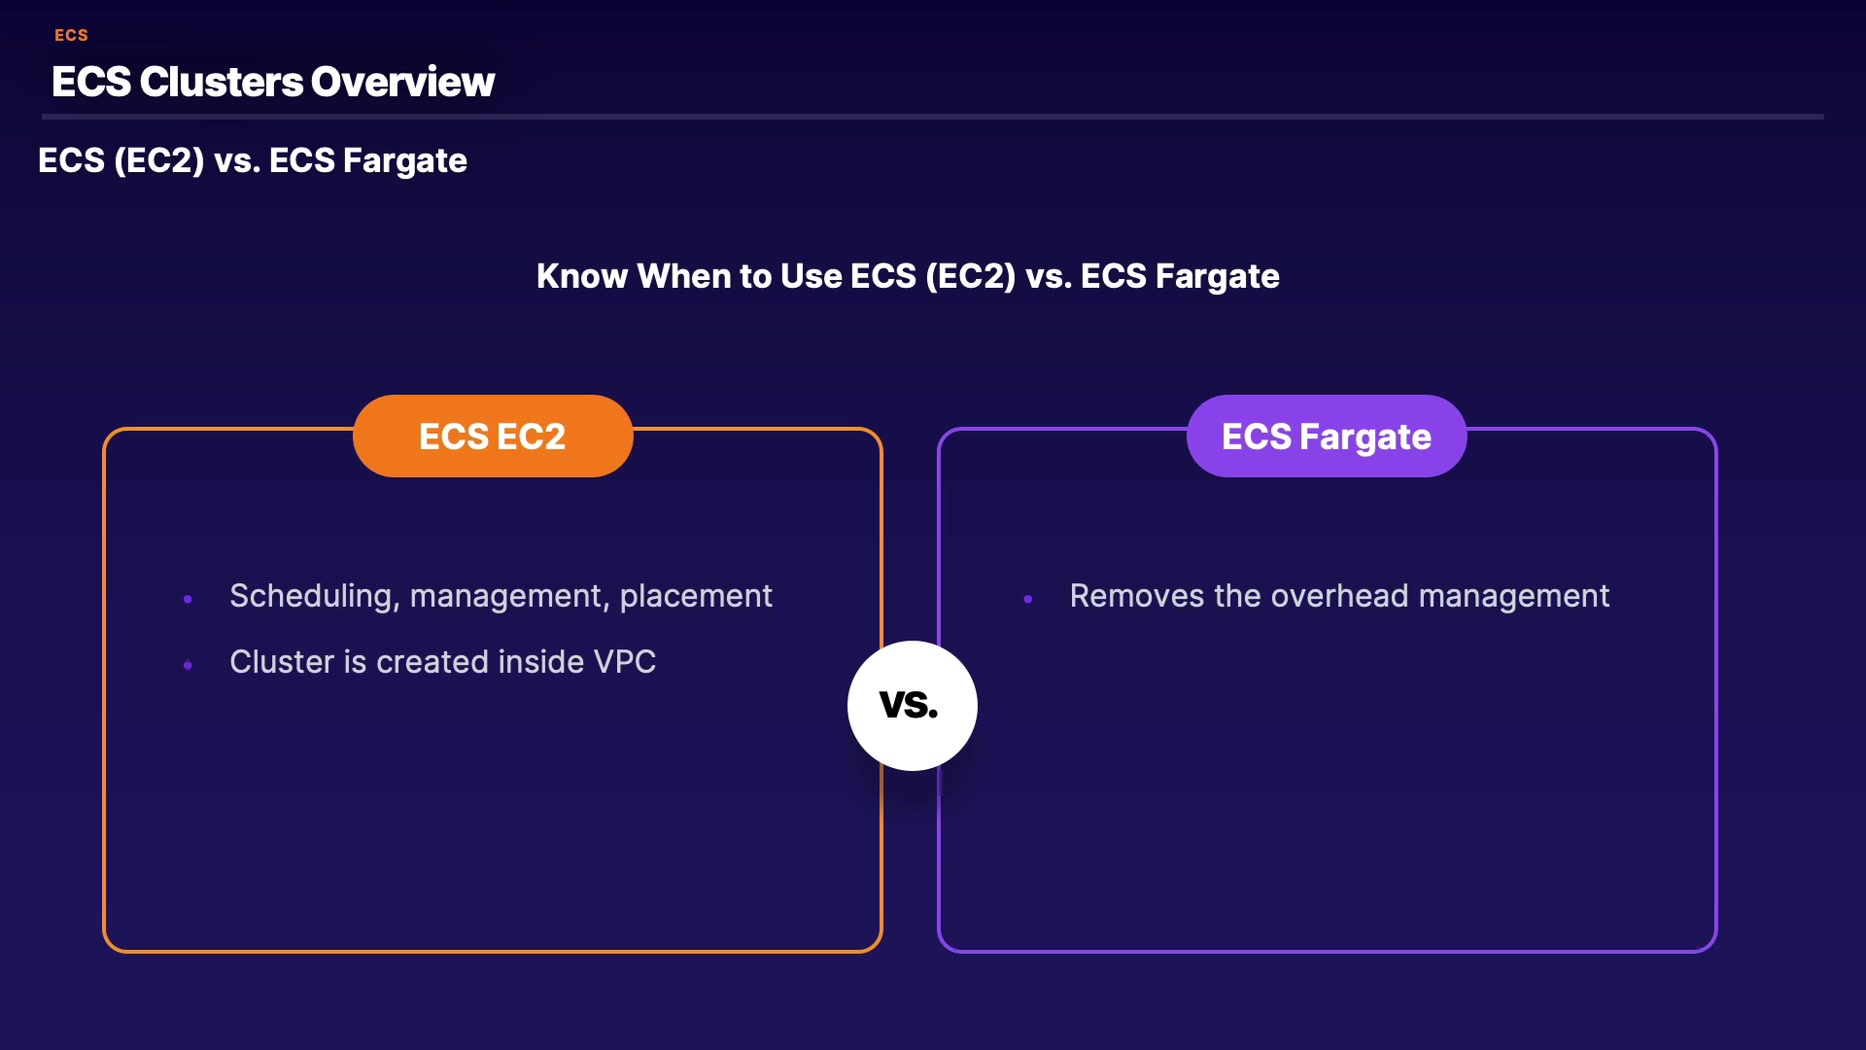 ECS
ECS Clusters Overview
ECS (EC2) vs. ECS Fargate
Know When to Use ECS (EC2) vs. ECS Fargate
ECS EC2
• Scheduling, management, placement
• Cluster is created inside VPC
vs.
ECS Fargate
• Removes the overhead management